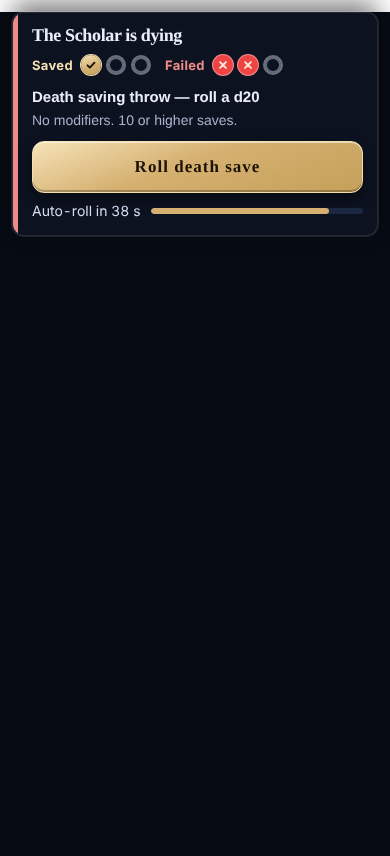 The Scholar is dying
Saved Failed
Death saving throw — roll a d20
No modifiers. 10 or higher saves.
Roll death save
Auto-roll in 38 s